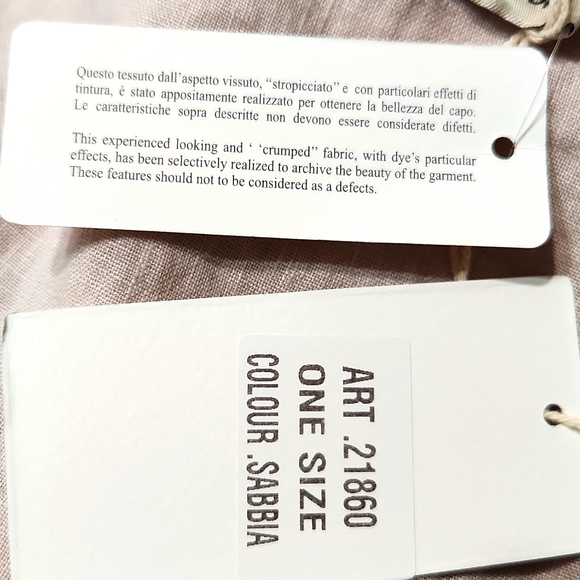 Questo tessuto dall'aspetto vissuto, “stropicciato” e con particolari effetti di
tintura, è stato appositamente realizzato per ottenere la bellezza del capo.
Le caratteristiche sopra descritte non devono essere considerate difetti.
This experienced looking and ‘ ‘crumped” fabric, with dye's particular
effects, has been selectively realized to archive the beauty of the garment.
These features should not to be considered as a defects.
ART .21860
ONE SIZE
COLOUR .SABBIA